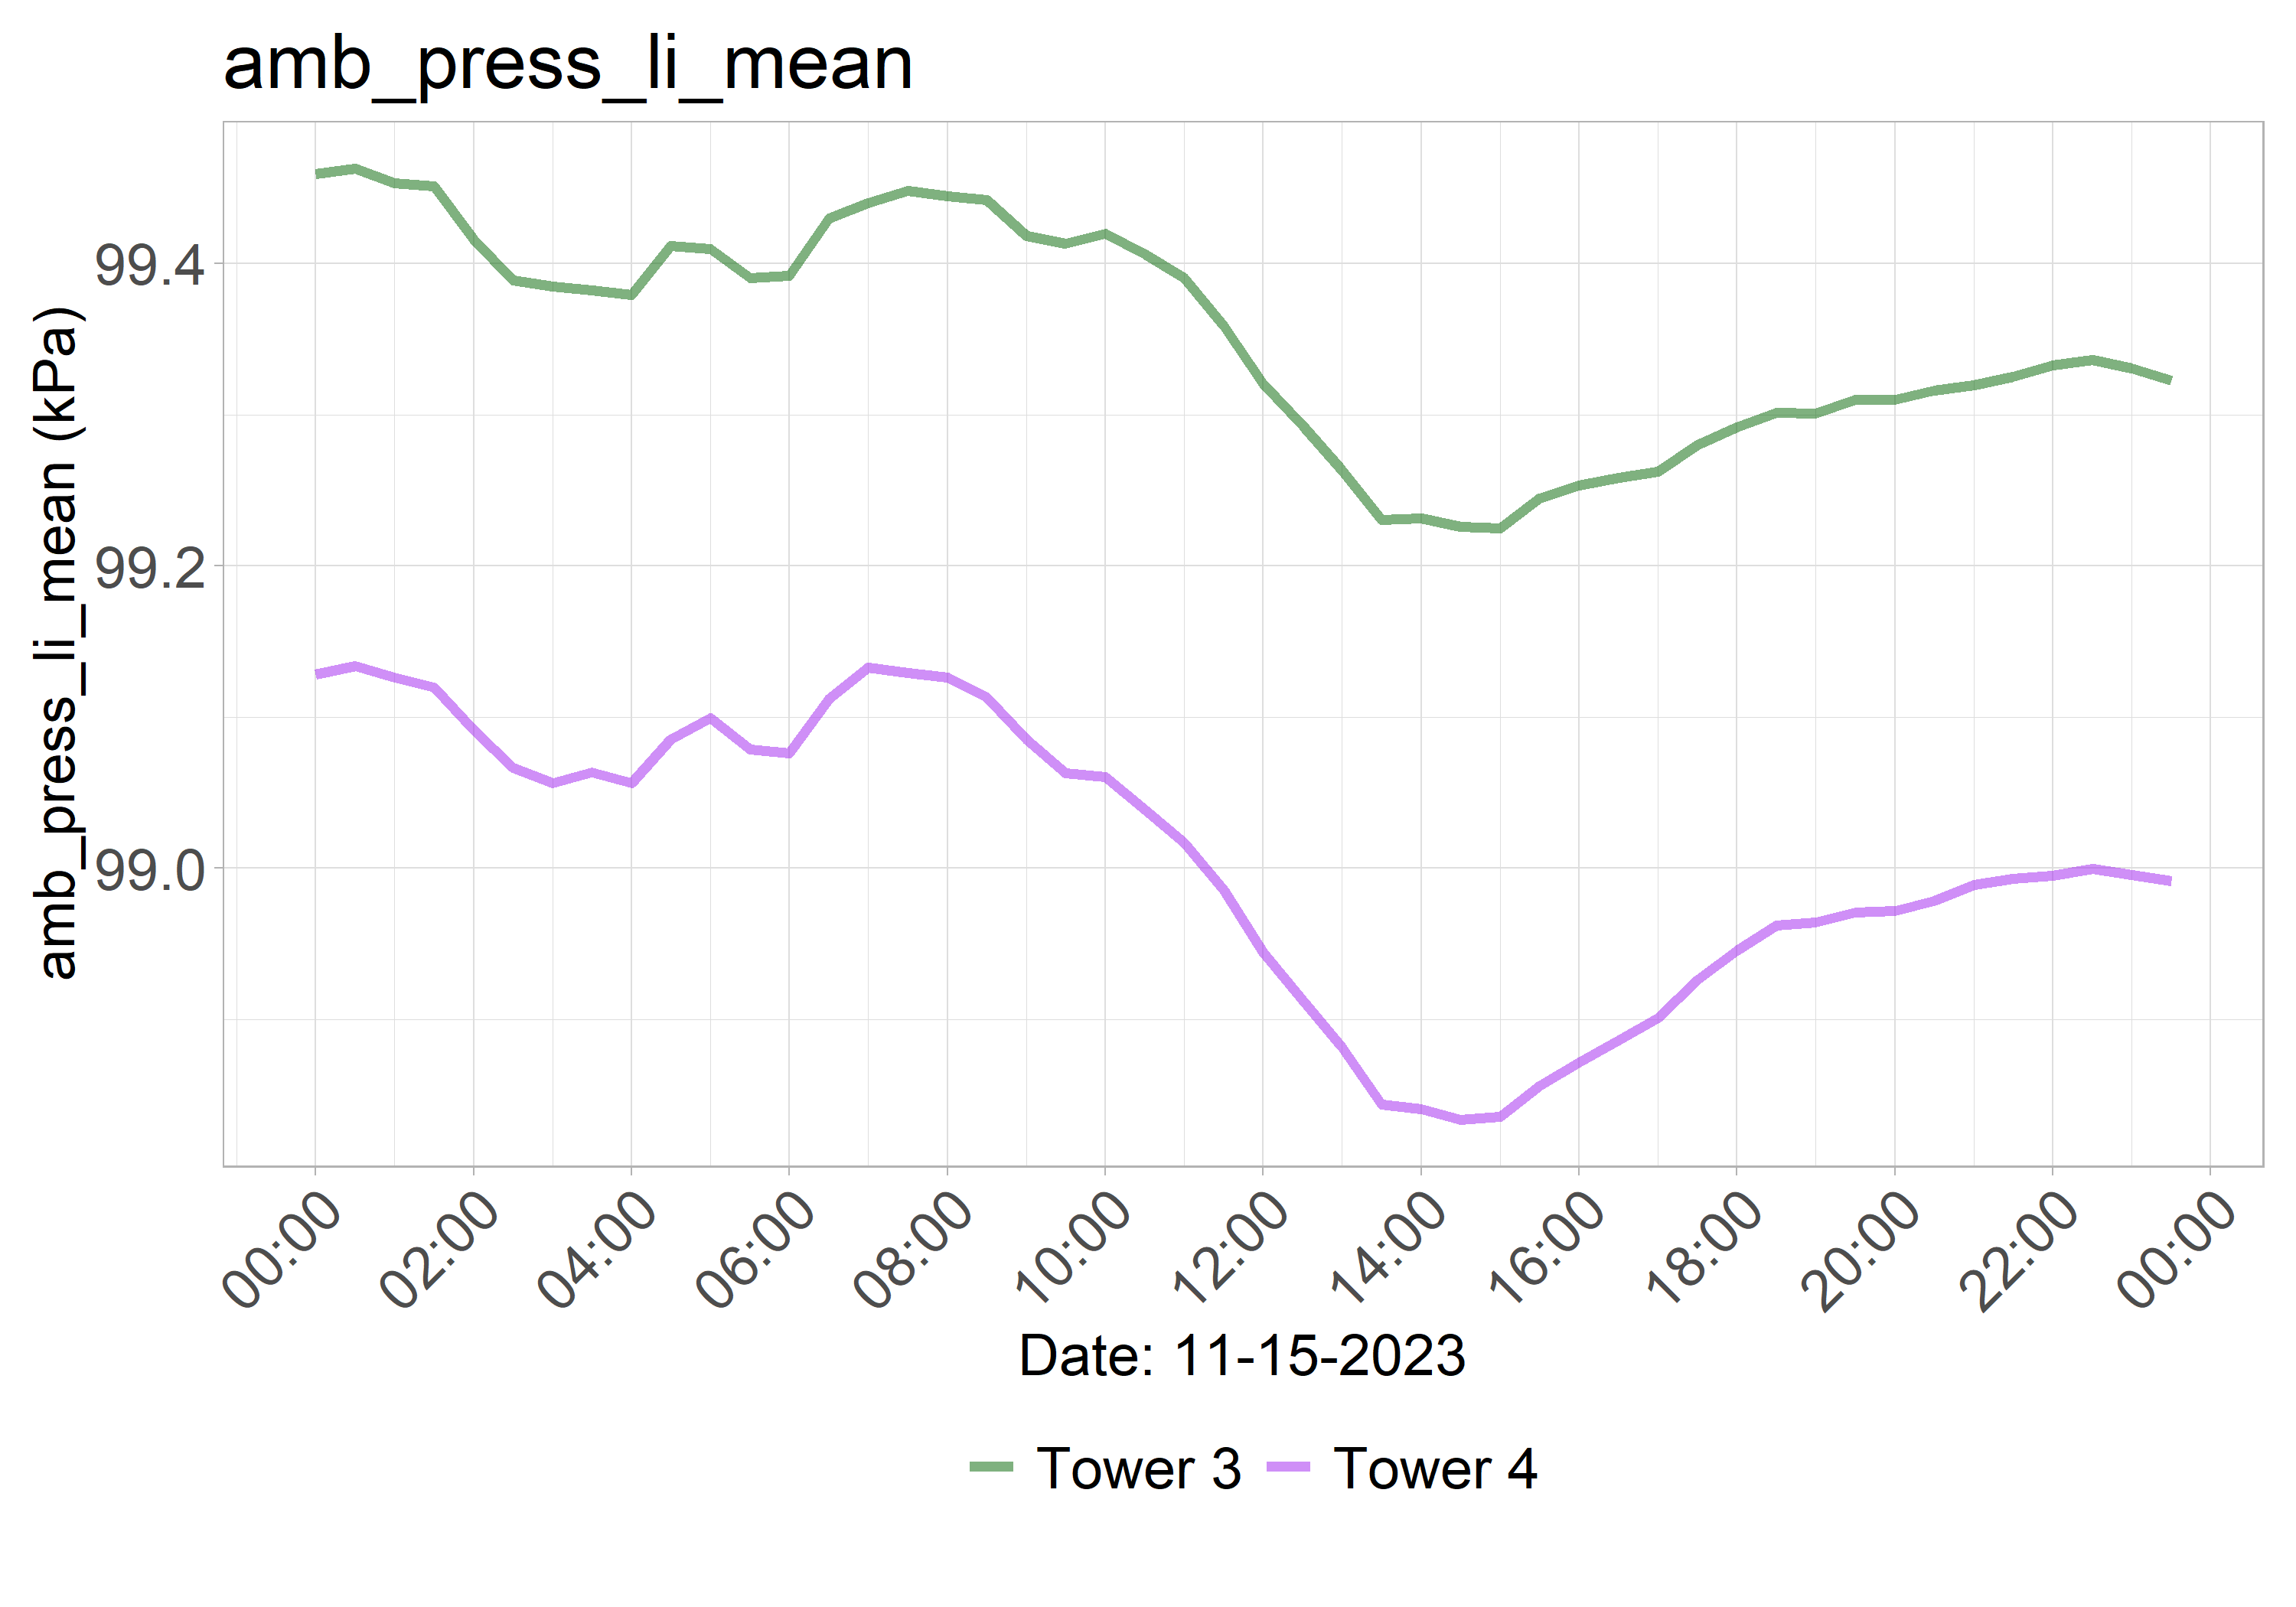 amb_press_li_mean
amb_press_li_mean (kPa)
99.4
99.2
99.0
00:00 02:00 04:00 06:00 08:00 10:00 12:00 14:00 16:00 18:00 20:00 22:00 00:00
Date: 11-15-2023
Tower 3 Tower 4